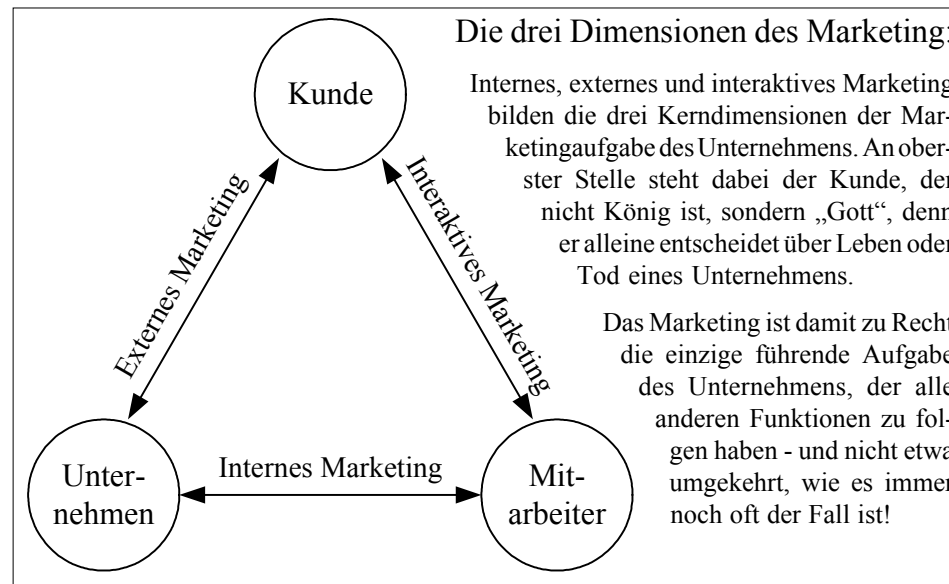 Die drei Dimensionen des Marketing:
Kunde
Internes, externes und interaktives Marketing
bilden die drei Kerndimensionen der Mar-
ketingaufgabe des Unternehmens. An ober-
ster Stelle steht dabei der Kunde, der
nicht König ist, sondern „Gott“, denn
er alleine entscheidet über Leben oder
Tod eines Unternehmens.
Das Marketing ist damit zu Recht
die einzige führende Aufgabe
des Unternehmens, der alle
anderen Funktionen zu fol-
gen haben - und nicht etwa
umgekehrt, wie es immer
noch oft der Fall ist!
Externes Marketing
Interaktives Marketing
Internes Marketing
Unter-
nehmen
Mit-
arbeiter